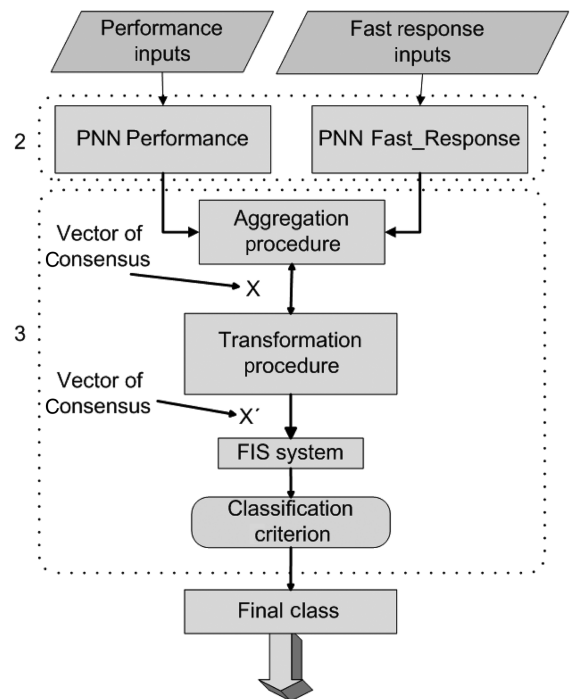 Performance
inputs
Fast response
inputs
2
PNN Performance
PNN Fast_Response
Aggregation
procedure
Vector of
Consensus
X
3
Transformation
procedure
Vector of
Consensus
X´
FIS system
Classification
criterion
Final class